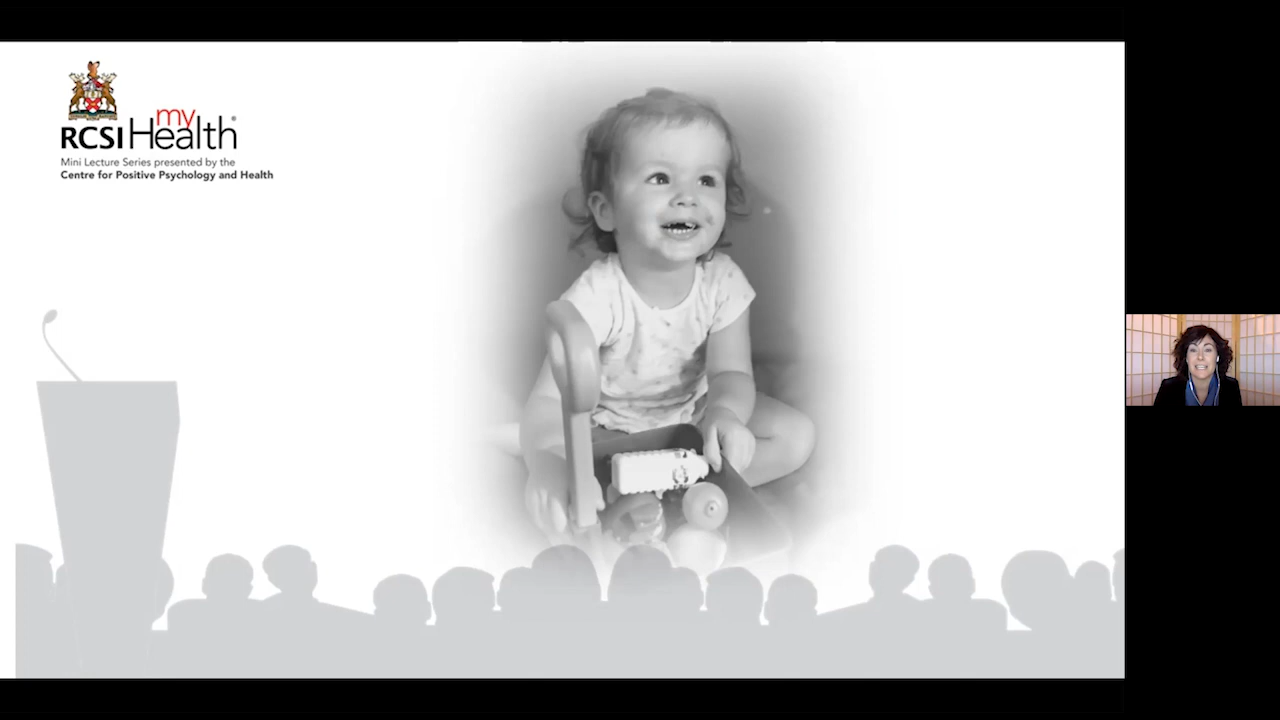 my
RCSI Health
Mini Lecture Series presented by the
Centre for Positive Psychology and Health